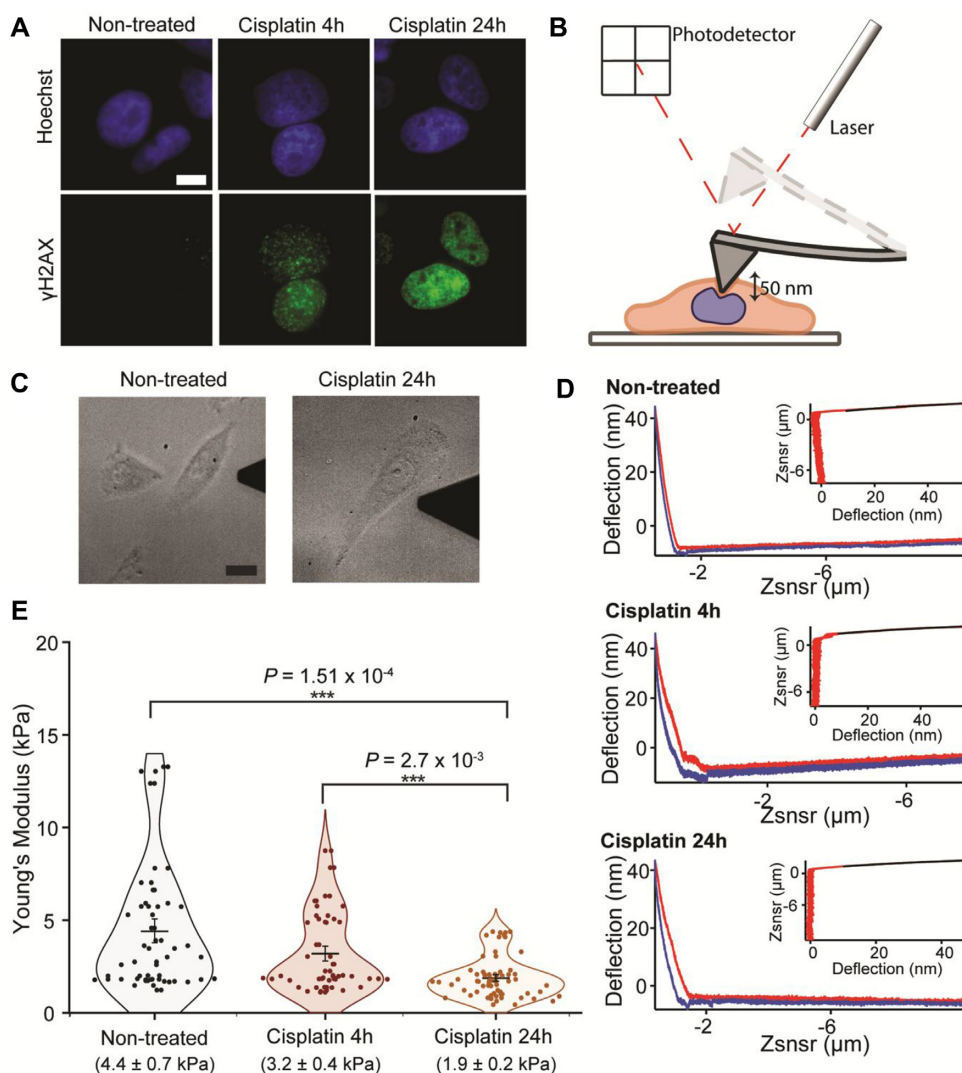 A
Non-treated
Cisplatin 4h
Cisplatin 24h
Hoechst
γH2AX
B
Photodetector
Laser
50 nm
C
Non-treated
Cisplatin 24h
D
Non-treated
Deflection (nm)
40
20
0
-2
-6
Zsnsr (μm)
Zsnsr (μm)
0
-6
0
20
40
Deflection (nm)
Cisplatin 4h
Deflection (nm)
40
20
0
-2
-6
Zsnsr (μm)
Zsnsr (μm)
0
-6
0
20
40
Deflection (nm)
Cisplatin 24h
Deflection (nm)
40
20
0
-2
-6
Zsnsr (μm)
Zsnsr (μm)
0
-6
0
20
40
Deflection (nm)
E
Young's Modulus (kPa)
20
15
10
5
0
P = 1.51 x 10⁻⁴
***
P = 2.7 x 10⁻³
***
Non-treated
Cisplatin 4h
Cisplatin 24h
(4.4 ± 0.7 kPa)
(3.2 ± 0.4 kPa)
(1.9 ± 0.2 kPa)